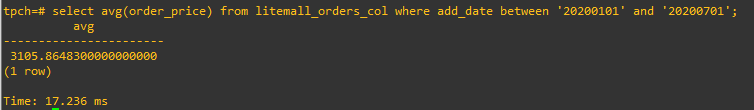 tpch=# select avg(order_price) from litemall_orders_col where add_date between '20200101' and '20200701';
avg
-----------------------
3105.8648300000000000
(1 row)
Time: 17.236 ms